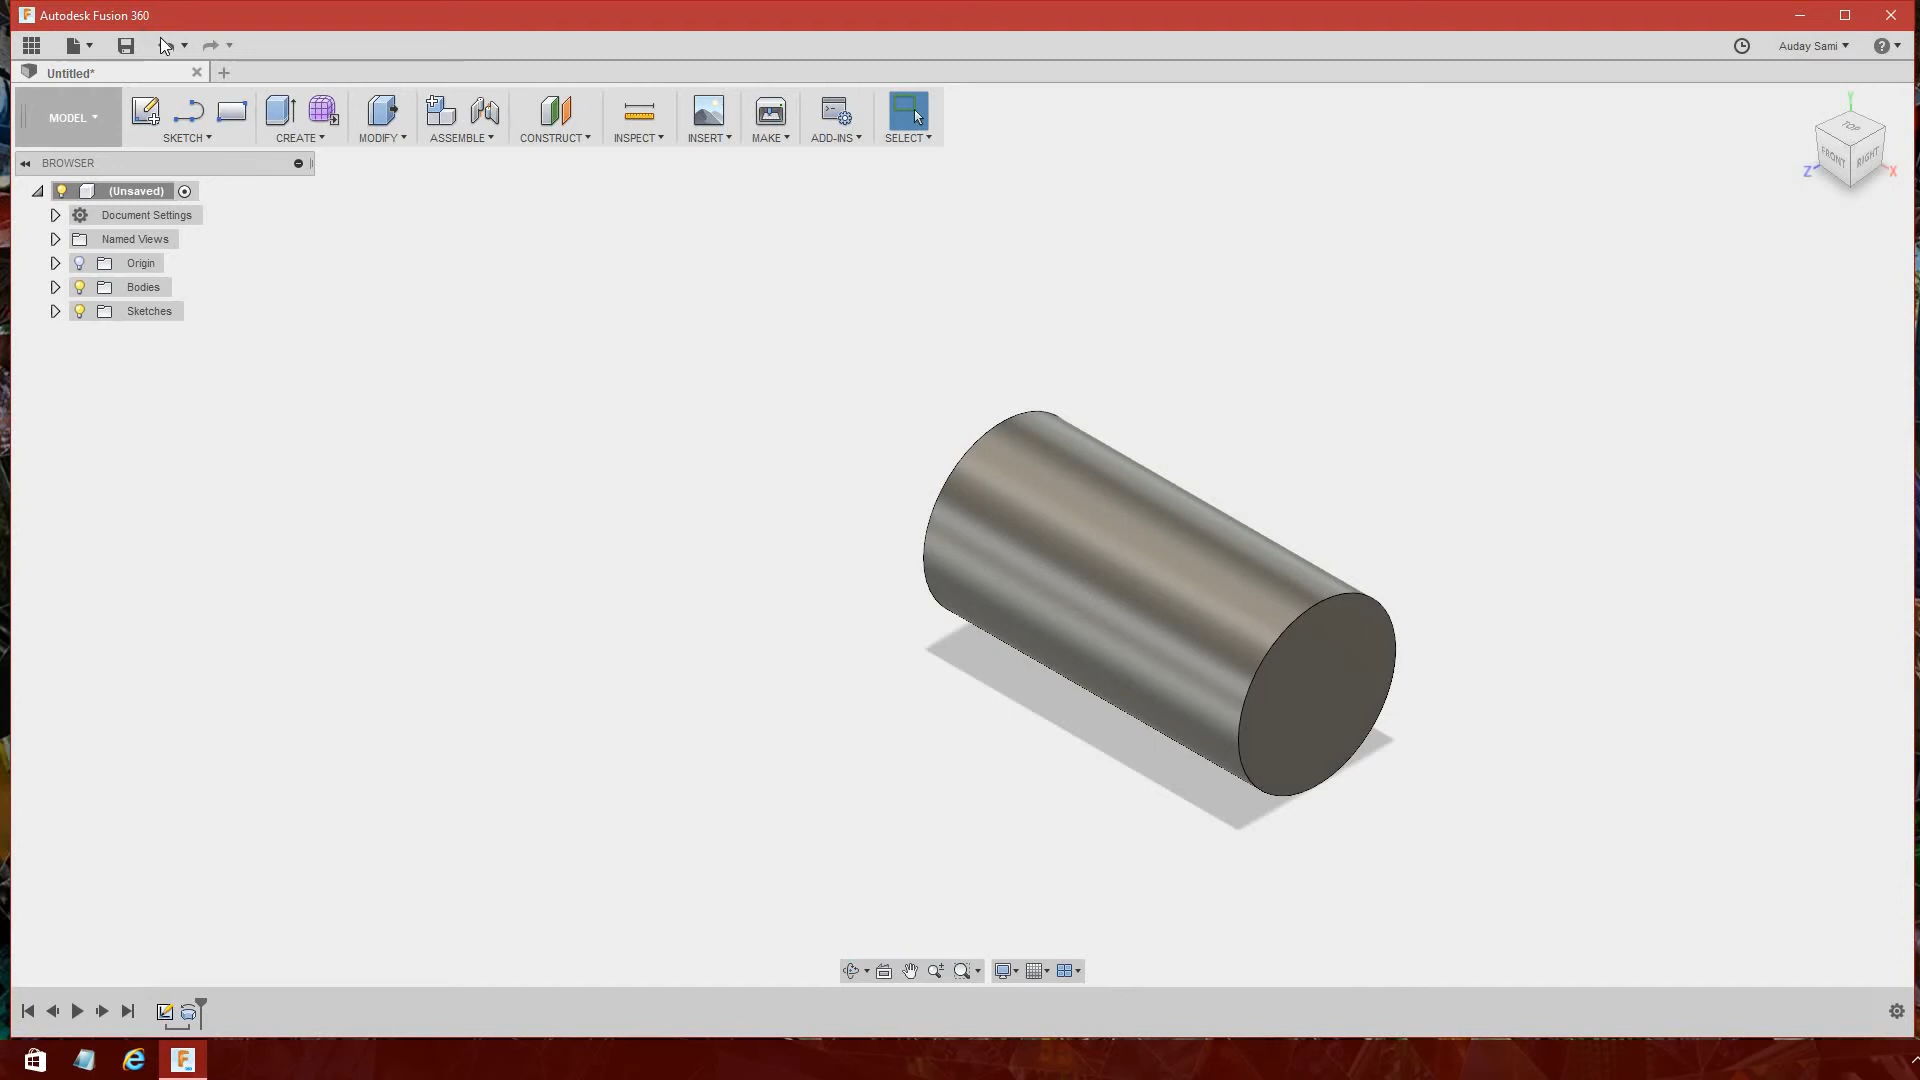 Autodesk Fusion 360
Auday Sami
Untitled*
MODEL
SKETCH
CREATE
MODIFY
ASSEMBLE
CONSTRUCT
INSPECT
INSERT
MAKE
ADD-INS
SELECT
BROWSER
(Unsaved)
Document Settings
Named Views
Origin
Bodies
Sketches
Y
TOP
FRONT
RIGHT
Z
X